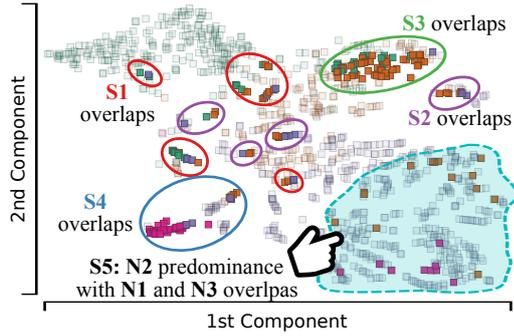 S3 overlaps
S1
overlaps
S2 overlaps
S4
overlaps
S5: N2 predominance
with N1 and N3 overlpas
2nd Component
1st Component